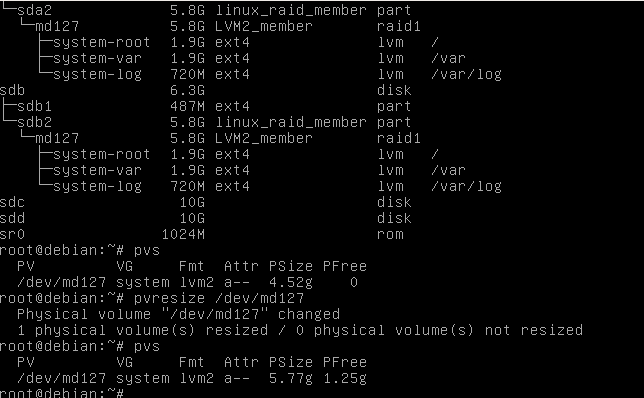 └─sda2 5.8G linux_raid_member part
└─md127 5.8G LVM2_member raid1
├─system-root 1.9G ext4 lvm /
├─system-var 1.9G ext4 lvm /var
└─system-log 720M ext4 lvm /var/log
sdb 6.3G disk
├─sdb1 487M ext4 part
└─sdb2 5.8G linux_raid_member part
└─md127 5.8G LVM2_member raid1
├─system-root 1.9G ext4 lvm /
├─system-var 1.9G ext4 lvm /var
└─system-log 720M ext4 lvm /var/log
sdc 10G disk
sdd 10G disk
sr0 1024M rom
root@debian:~# pvs
PV VG Fmt Attr PSize PFree
/dev/md127 system lvm2 a-- 4.52g 0
root@debian:~# pvresize /dev/md127
Physical volume "/dev/md127" changed
1 physical volume(s) resized / 0 physical volume(s) not resized
root@debian:~# pvs
PV VG Fmt Attr PSize PFree
/dev/md127 system lvm2 a-- 5.77g 1.25g
root@debian:~#